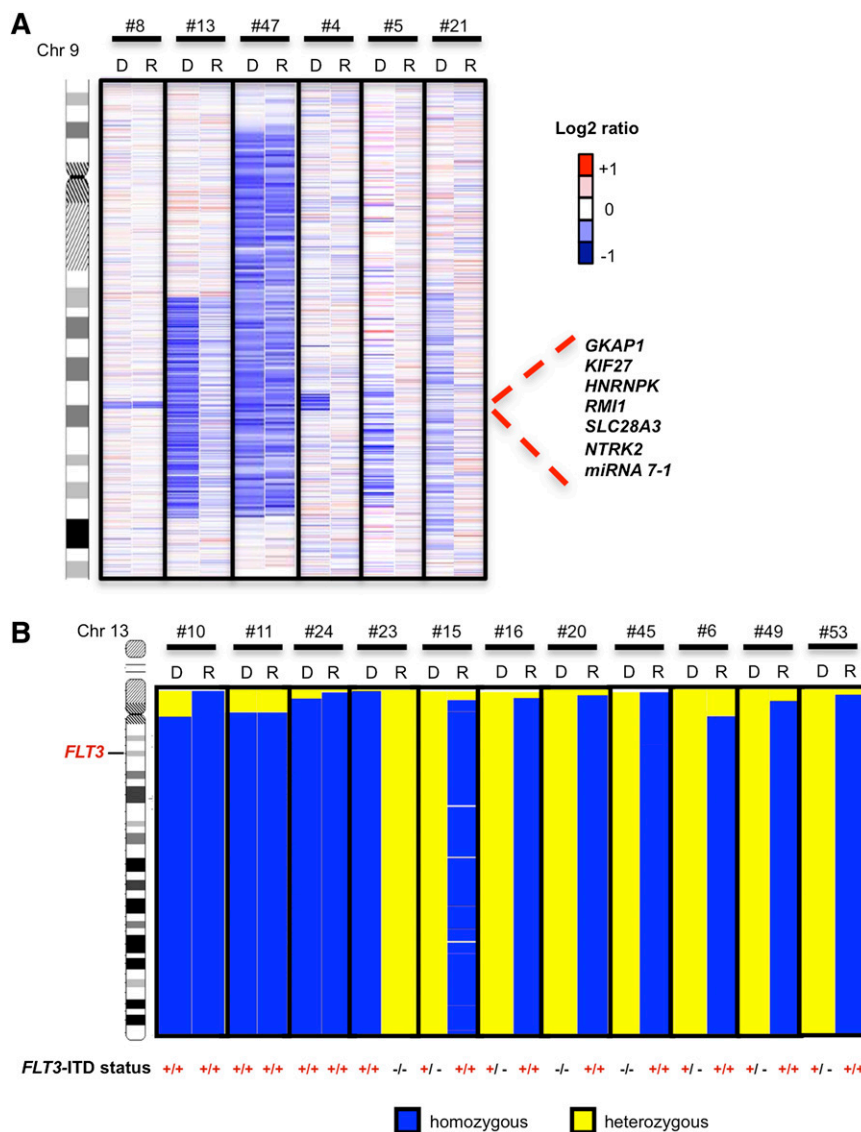 A
Chr 9
#8 #13 #47 #4 #5 #21
D R D R D R D R D R D R
Log2 ratio
+1
0
-1
GKAP1
KIF27
HNRNPK
RMI1
SLC28A3
NTRK2
miRNA 7-1
B
Chr 13
#10 #11 #24 #23 #15 #16 #20 #45 #6 #49 #53
D R D R D R D R D R D R D R D R D R D R D R
FLT3
FLT3-ITD status +/+ +/+ +/+ +/+ +/+ +/+ +/+ -/- +/- +/+ +/- +/+ -/- +/+ -/- +/+ +/- +/+ +/- +/+ +/- +/+
homozygous heterozygous